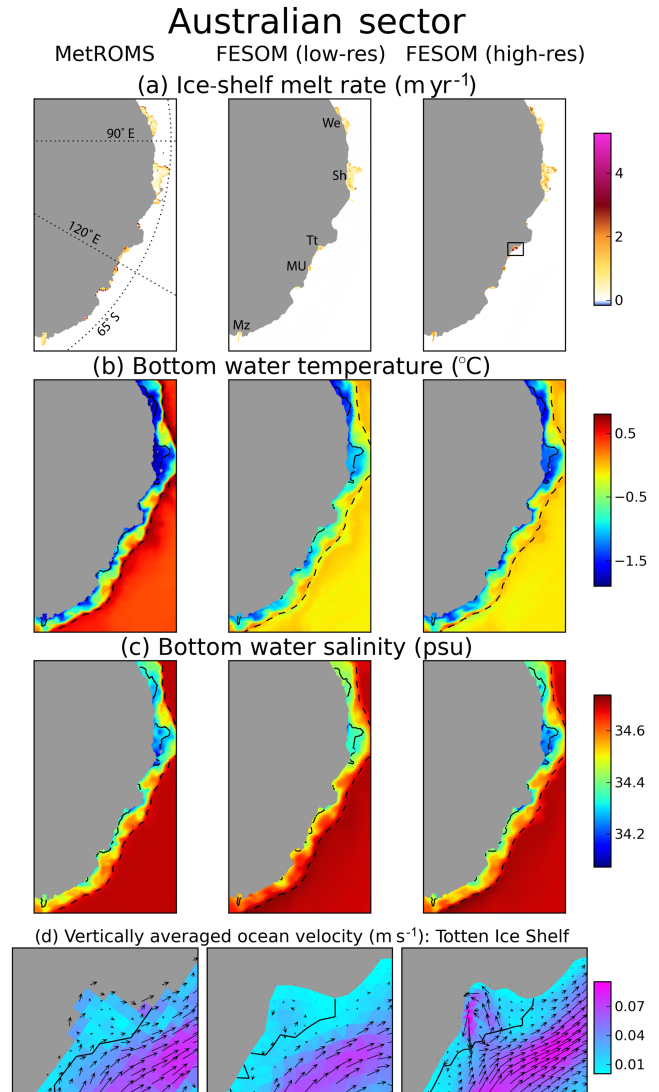 Australian sector
MetROMS FESOM (low-res) FESOM (high-res)
(a) Ice-shelf melt rate (m yr⁻¹)
90° E
120° E
65° S
We
Sh
Tt
MU
Mz
4
2
0
(b) Bottom water temperature (°C)
0.5
−0.5
−1.5
(c) Bottom water salinity (psu)
34.6
34.4
34.2
(d) Vertically averaged ocean velocity (m s⁻¹): Totten Ice Shelf
0.07
0.04
0.01